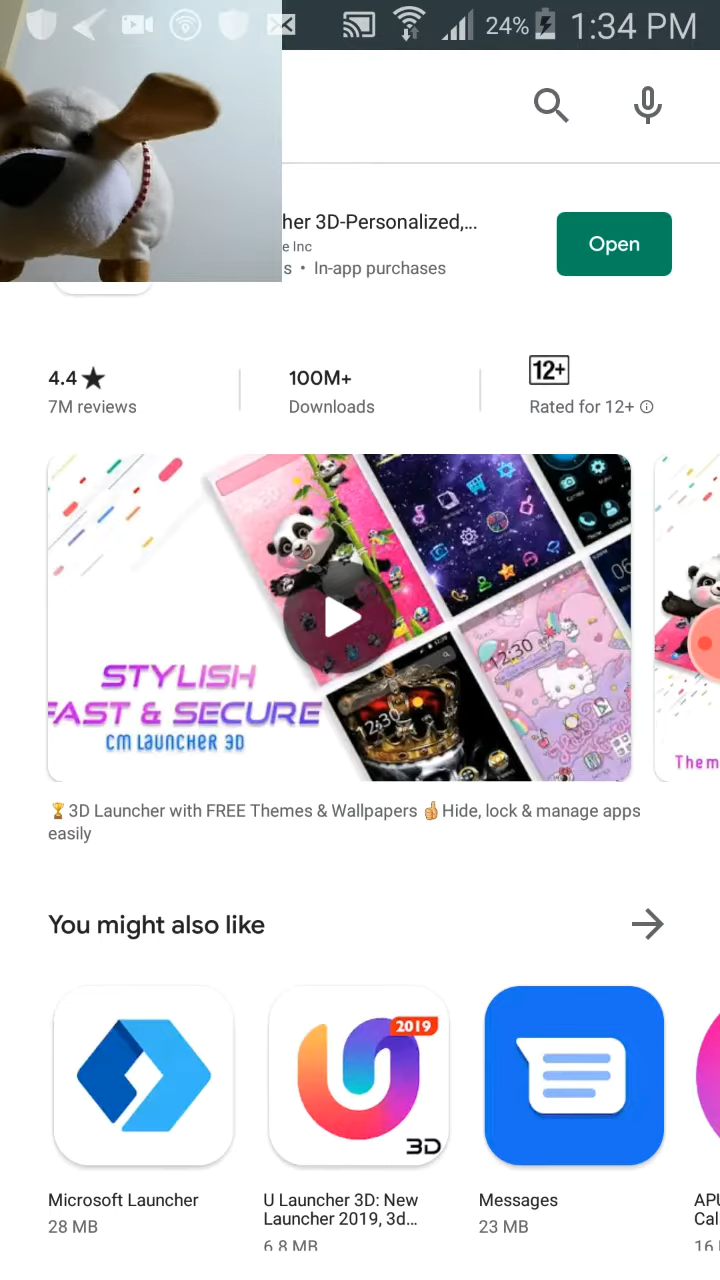 24% 1:34 PM
her 3D-Personalized,...
e Inc
s • In-app purchases
Open
4.4★
7M reviews
100M+
Downloads
12+
Rated for 12+
STYLISH
FAST & SECURE
CM LAUNCHER 3D
12:30
12:30
Them
🏆3D Launcher with FREE Themes & Wallpapers 👍Hide, lock & manage apps
easily
You might also like
2019
3D
Microsoft Launcher
28 MB
U Launcher 3D: New
Launcher 2019, 3d...
6.8 MB
Messages
23 MB
APU
Cal
16